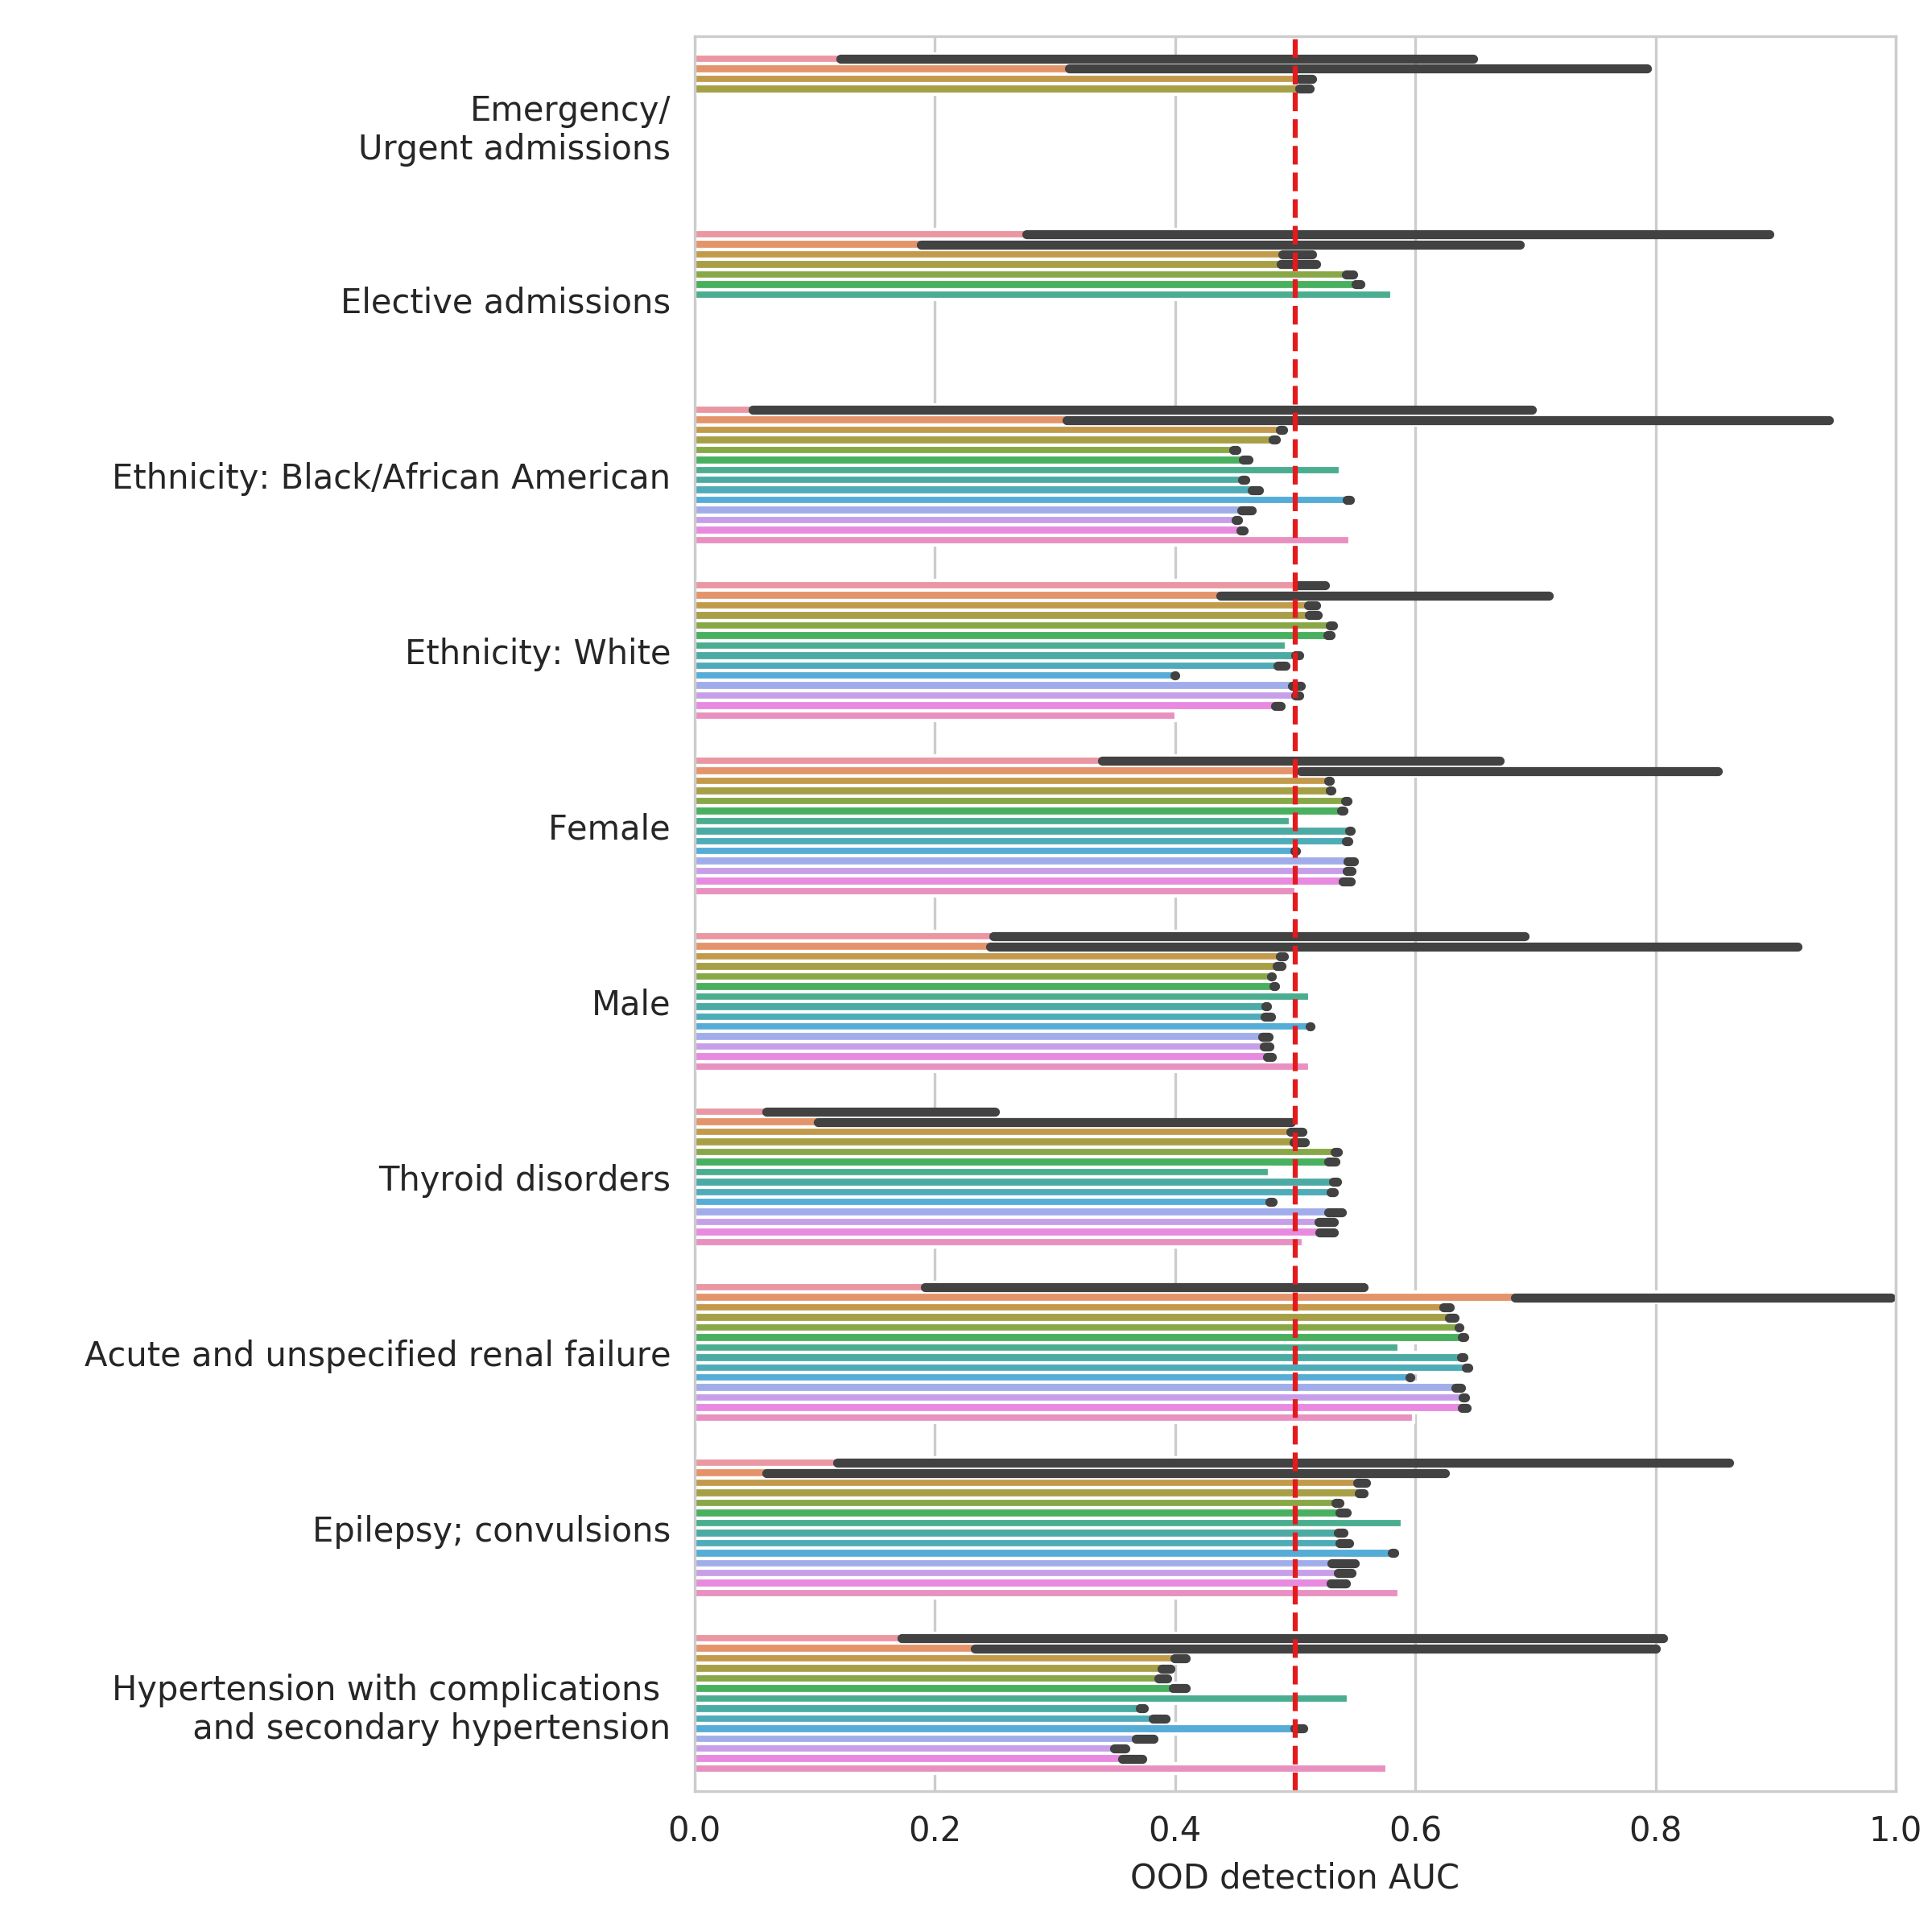 Emergency/
Urgent admissions
Elective admissions
Ethnicity: Black/African American
Ethnicity: White
Female
Male
Thyroid disorders
Acute and unspecified renal failure
Epilepsy; convulsions
Hypertension with complications
and secondary hypertension
0.0 0.2 0.4 0.6 0.8 1.0
OOD detection AUC